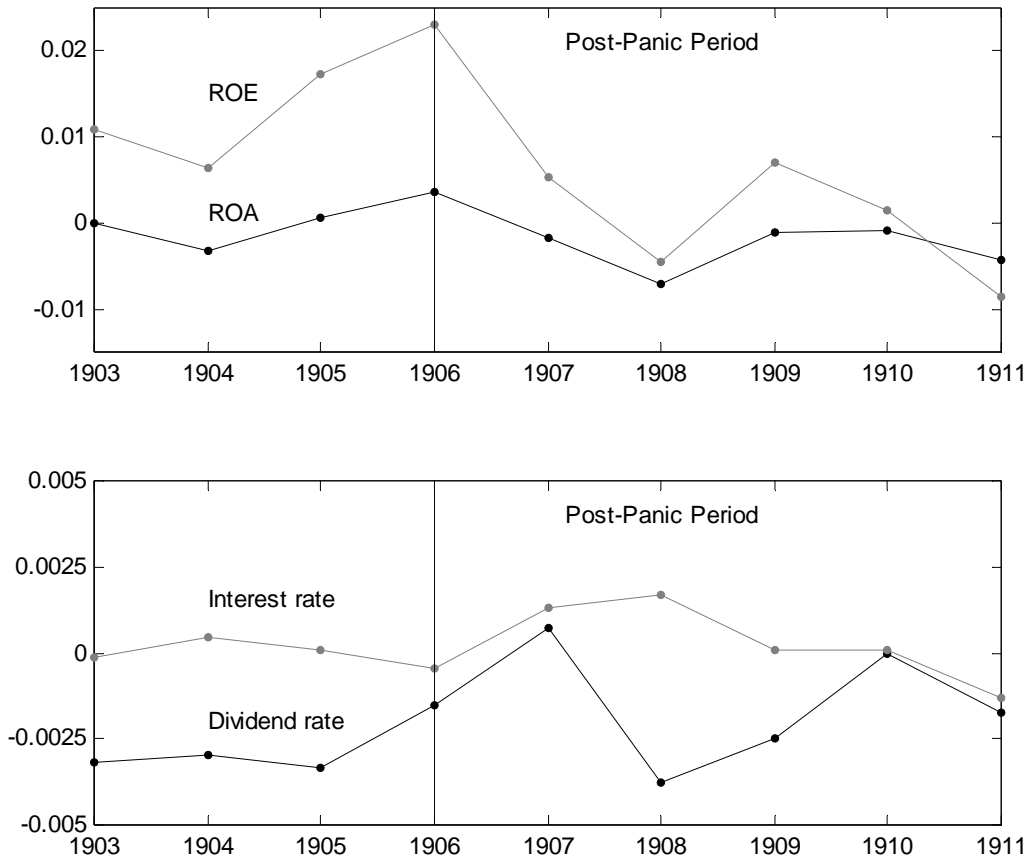 0.02
Post-Panic Period
ROE
0.01
ROA
0
-0.01
1903 1904 1905 1906 1907 1908 1909 1910 1911
0.005
Post-Panic Period
0.0025
Interest rate
0
Dividend rate
-0.0025
-0.005
1903 1904 1905 1906 1907 1908 1909 1910 1911